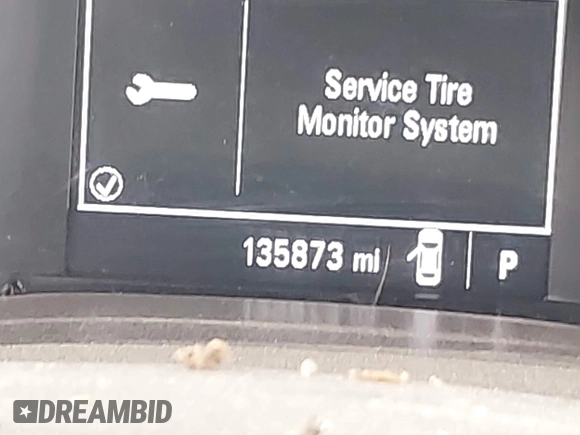 Service Tire
Monitor System
135873 mi
P
DREAMBID